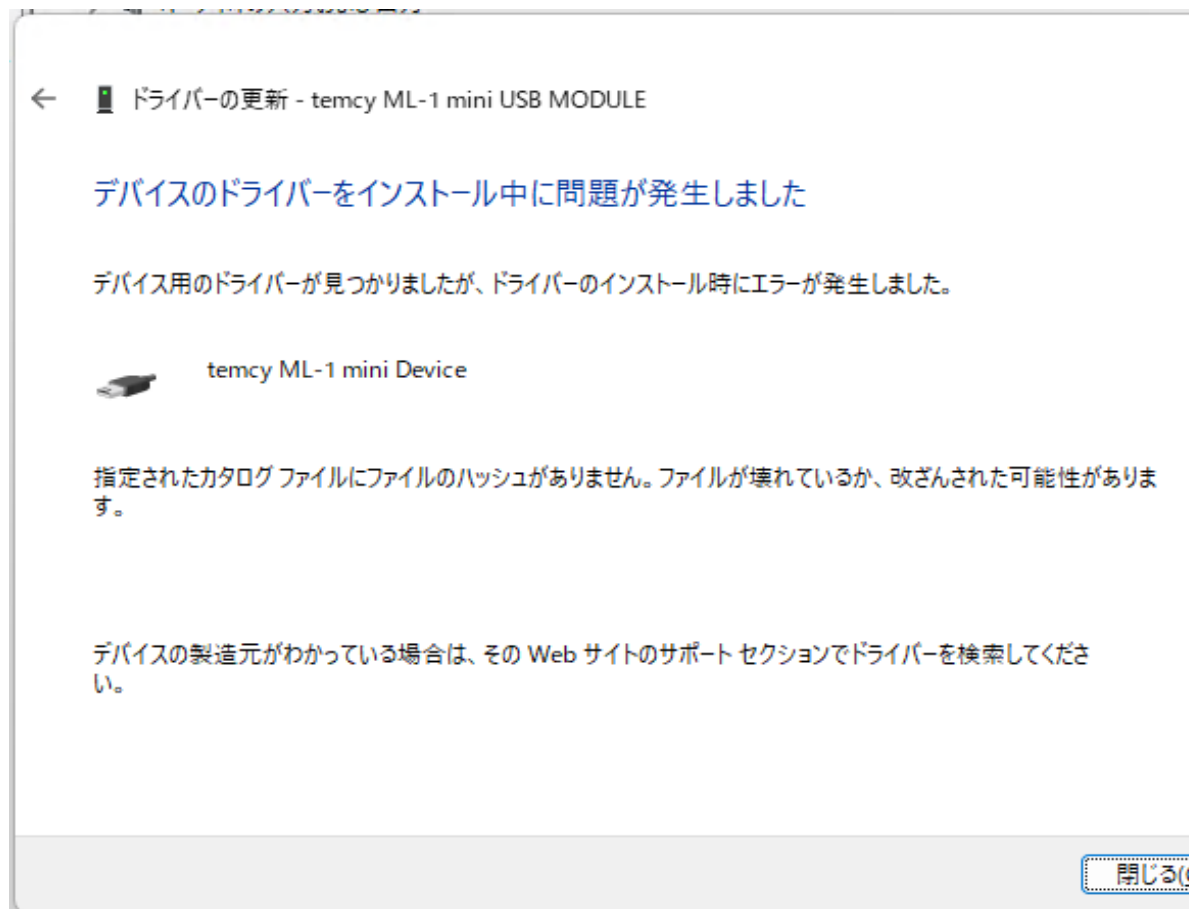 ドライバーの更新 - temcy ML-1 mini USB MODULE
デバイスのドライバーをインストール中に問題が発生しました
デバイス用のドライバーが見つかりましたが、ドライバーのインストール時にエラーが発生しました。
temcy ML-1 mini Device
指定されたカタログ ファイルにファイルのハッシュがありません。ファイルが壊れているか、改ざんされた可能性がありま
す。
デバイスの製造元がわかっている場合は、その Web サイトのサポート セクションでドライバーを検索してくださ
い。
閉じる(